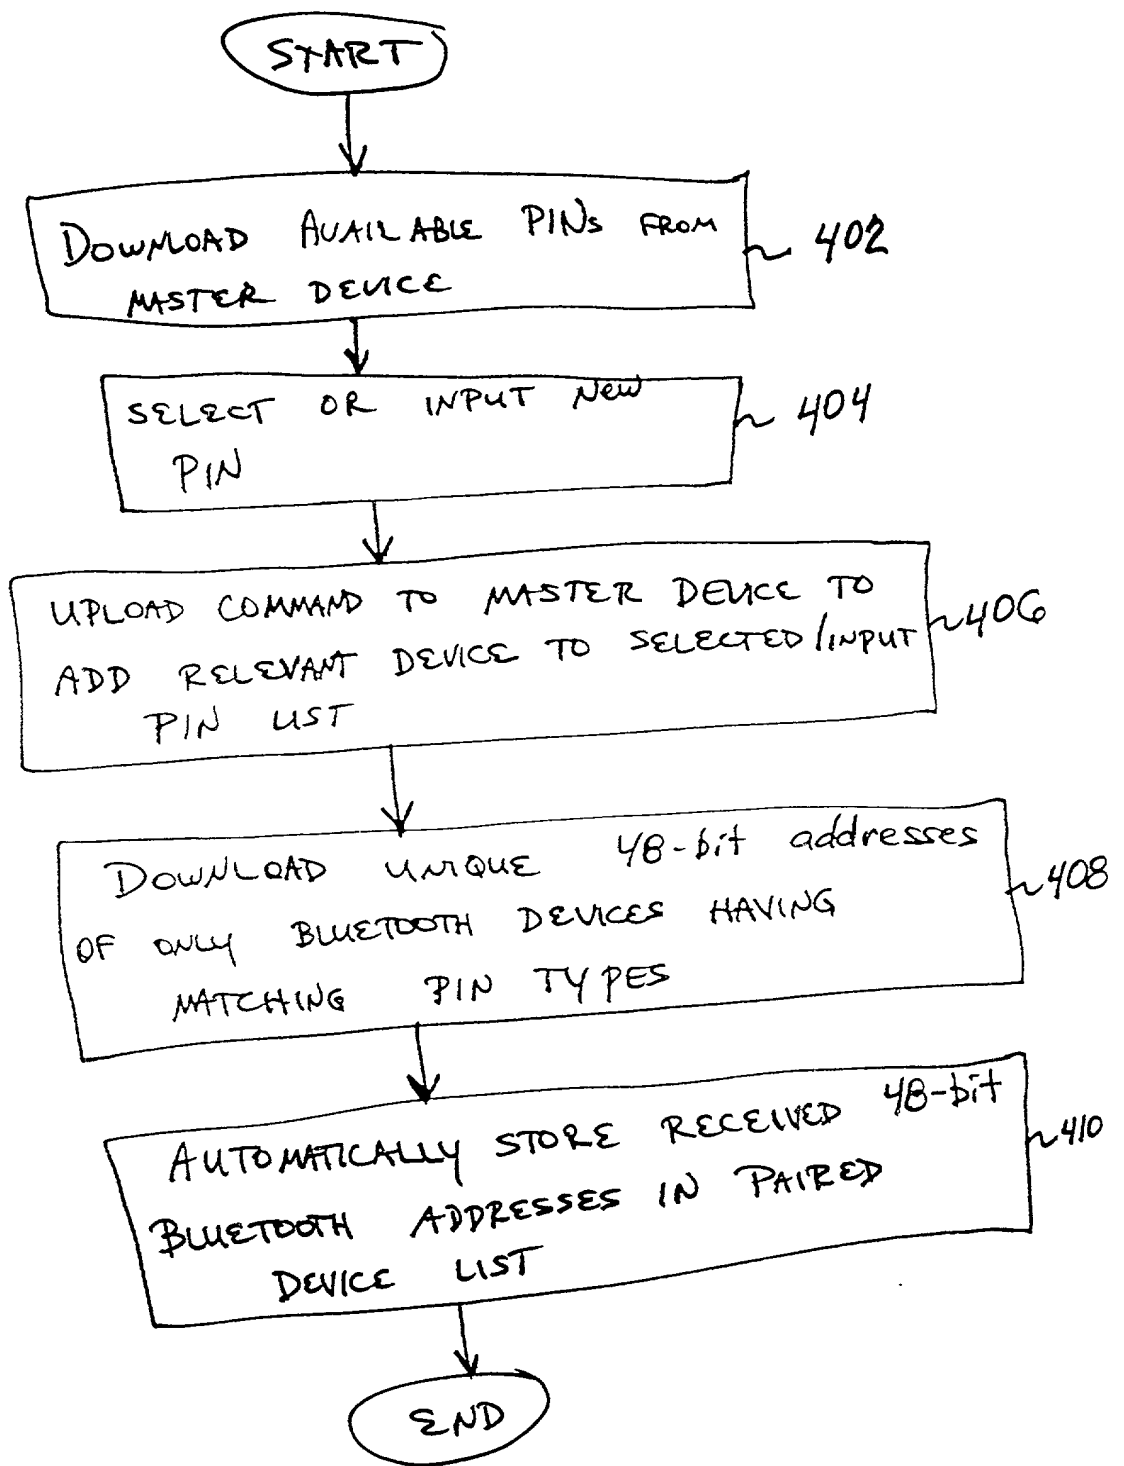 START
DOWNLOAD AVAILABLE PINs FROM
MASTER DEVICE
402
SELECT OR INPUT New
PIN
404
UPLOAD COMMAND TO MASTER DEVICE TO
ADD RELEVANT DEVICE TO SELECTED/INPUT
PIN LIST
406
DOWNLOAD UNIQUE 48-bit addresses
OF ONLY BLUETOOTH DEVICES HAVING
MATCHING PIN TYPES
408
AUTOMATICALLY STORE RECEIVED 48-bit
BLUETOOTH ADDRESSES IN PAIRED
DEVICE LIST
410
END